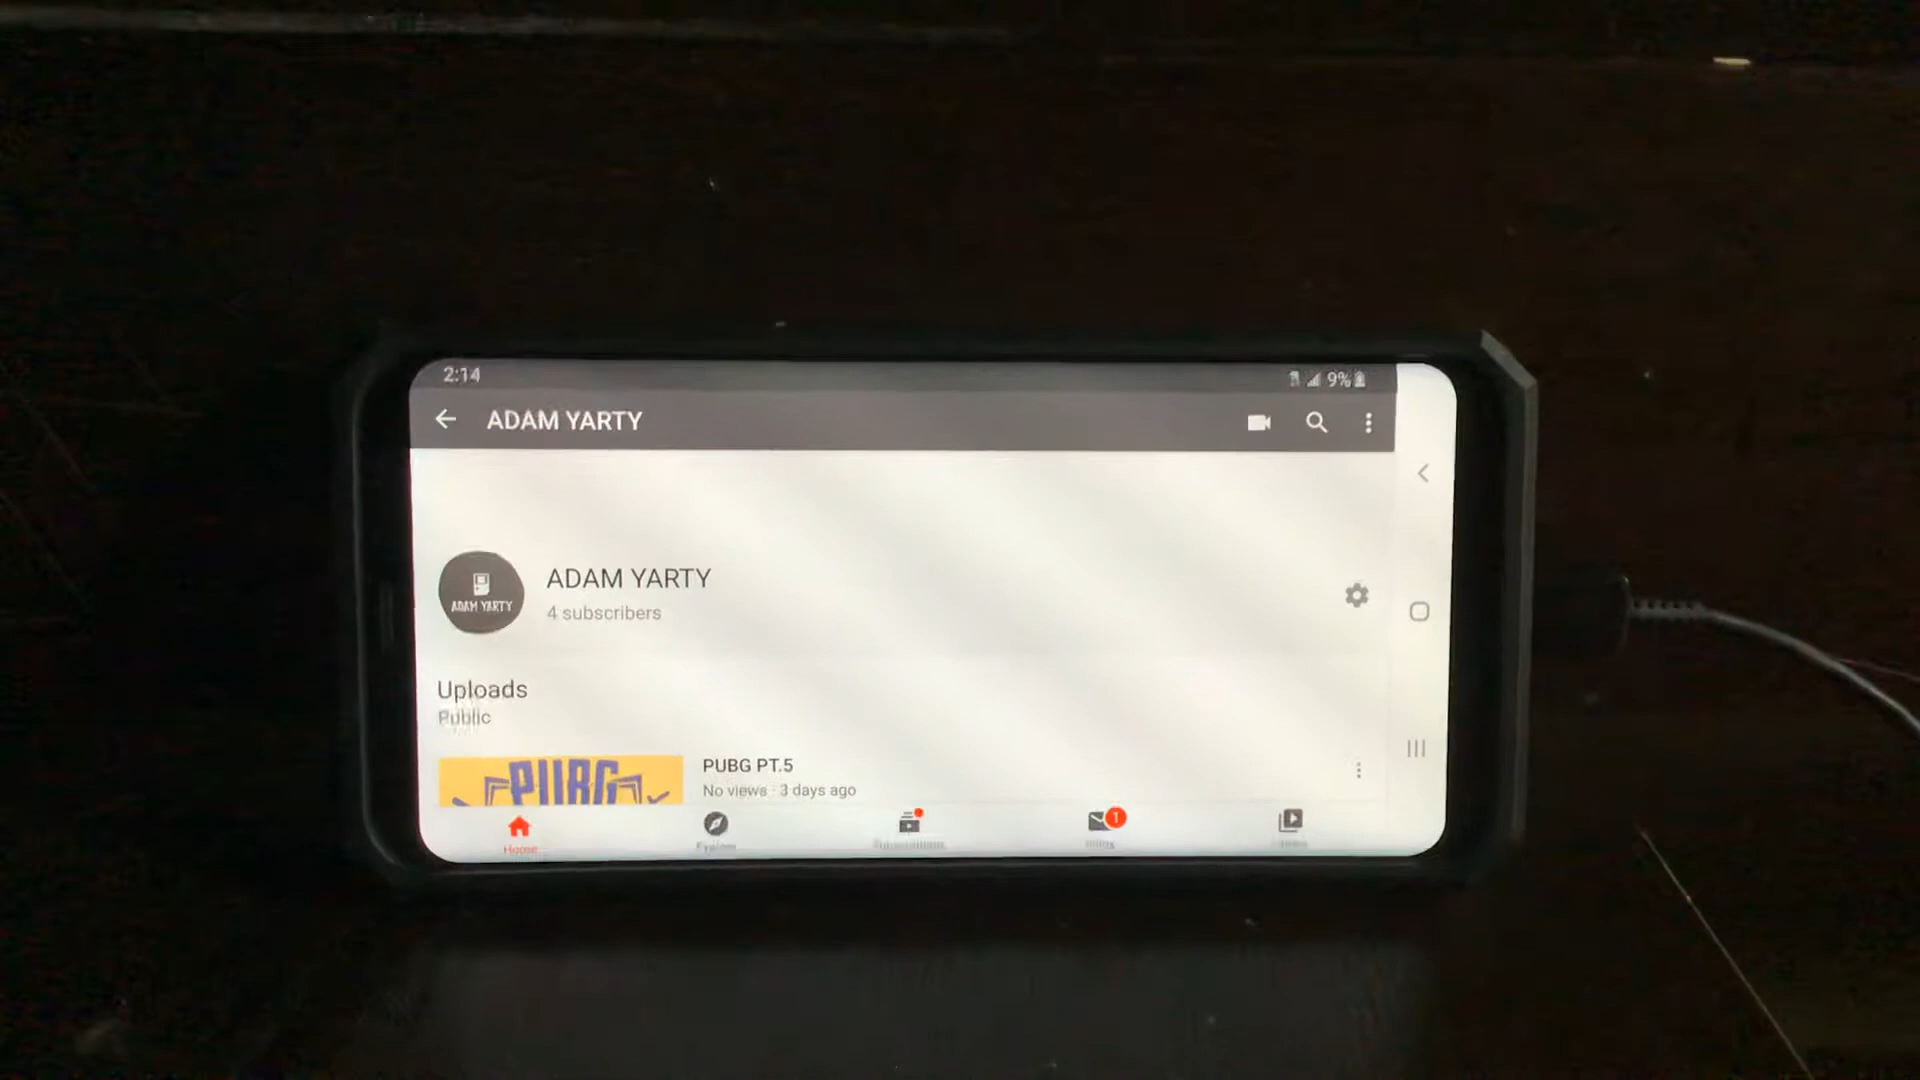 2:14
9%
ADAM YARTY
ADAM YARTY
ADAM YARTY
4 subscribers
Uploads
Public
PUBG
PUBG PT.5
No views · 3 days ago
1
Home